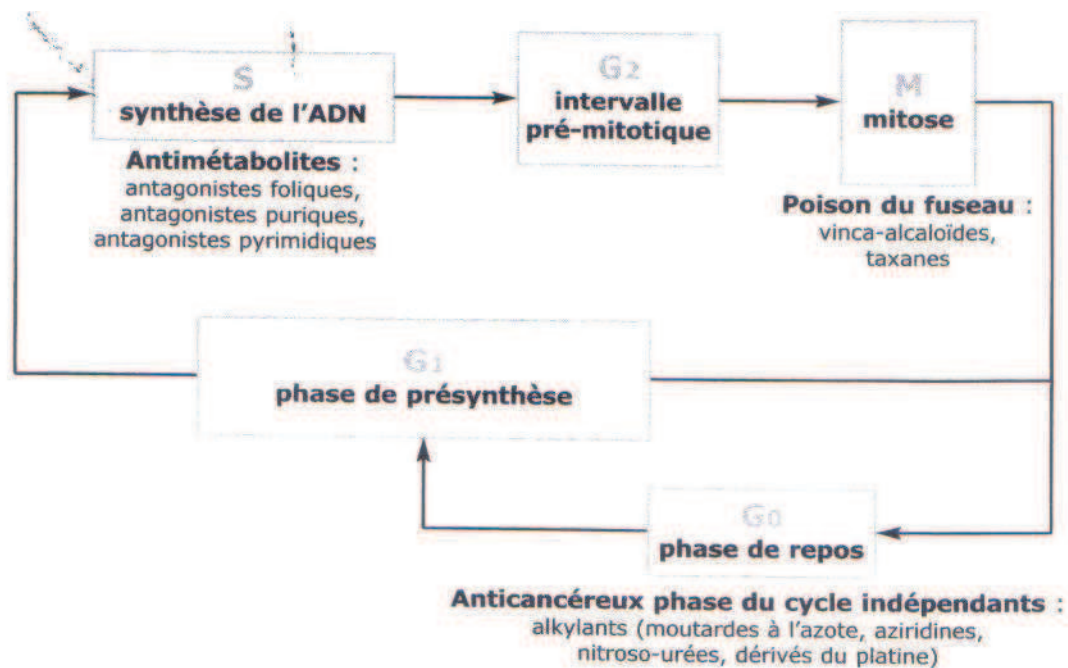 S
synthèse de l'ADN
Antimétabolites :
antagonistes foliques,
antagonistes puriques,
antagonistes pyrimidiques
G2
intervalle
pré-mitotique
M
mitose
Poison du fuseau :
vinca-alcaloïdes,
taxanes
G1
phase de présynthèse
G0
phase de repos
Anticancéreux phase du cycle indépendants :
alkylants (moutardes à l'azote, aziridines,
nitroso-urées, dérivés du platine)